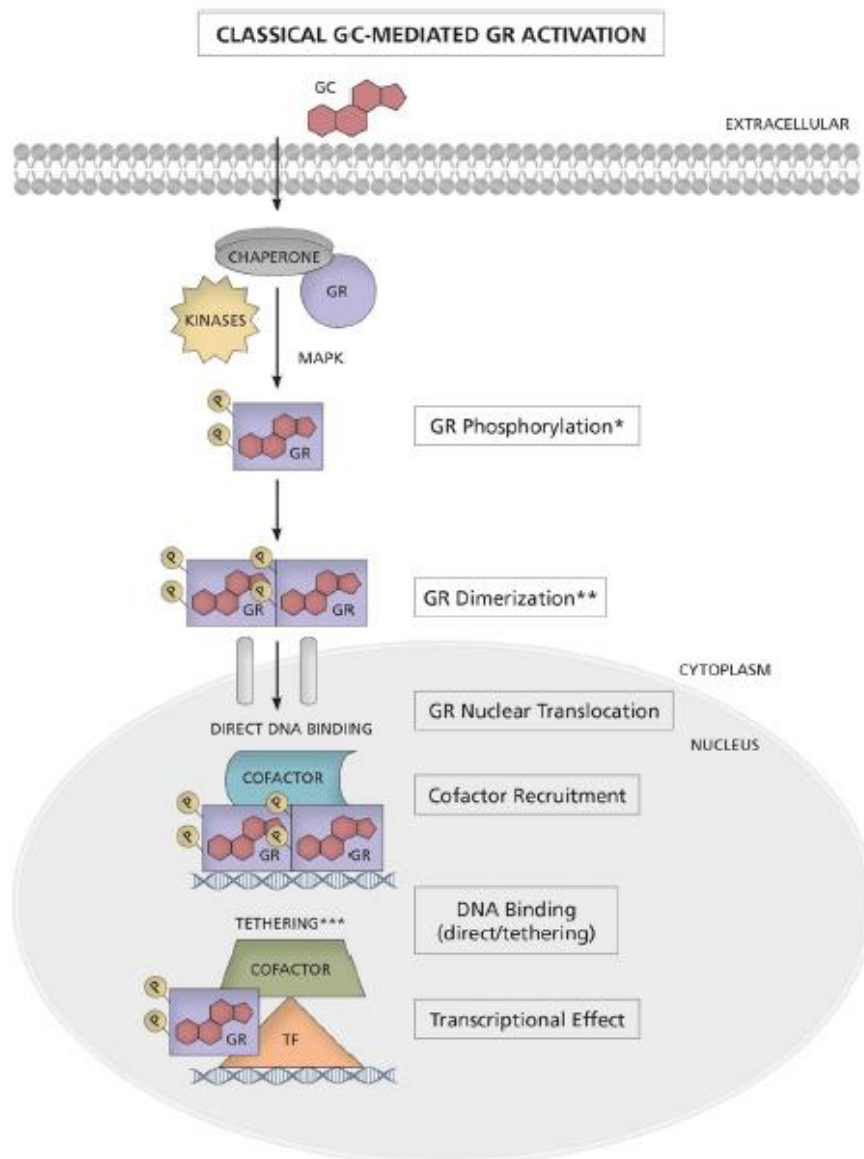 CLASSICAL GC-MEDIATED GR ACTIVATION
GC
EXTRACELLULAR
CHAPERONE
GR
KINASES
MAPK
P
P
GR
GR Phosphorylation*
P
P
P
P
GR
GR
GR Dimerization**
CYTOPLASM
GR Nuclear Translocation
DIRECT DNA BINDING
NUCLEUS
COFACTOR
Cofactor Recruitment
P
P
P
P
GR
GR
DNA Binding
(direct/tethering)
TETHERING***
COFACTOR
P
P
GR
TF
Transcriptional Effect